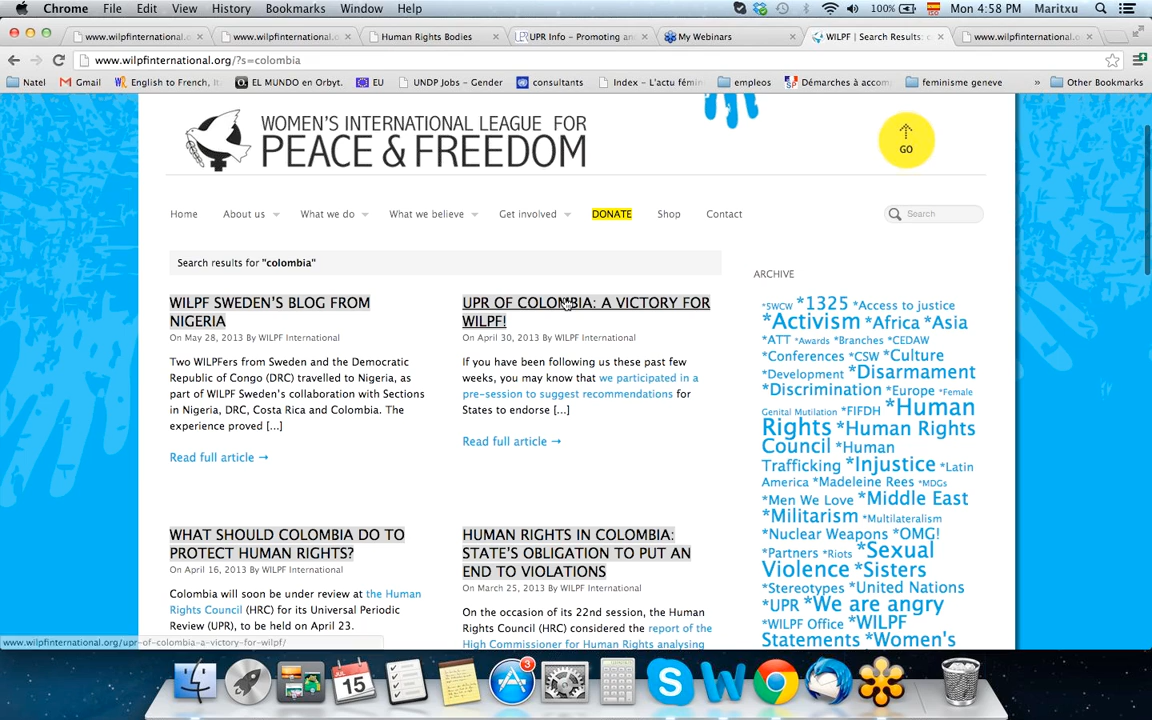 Chrome File Edit View History Bookmarks Window Help 100% Mon 4:58 PM Maritxu
www.wilpfinternational.o × www.wilpfinternational.o × Human Rights Bodies × UPR Info – Promoting an × My Webinars × WILPF | Search Results: c × www.wilpfinternational.o ×
www.wilpfinternational.org/?s=colombia
Natel Gmail English to French, It. EL MUNDO en Orbyt. EU UNDP Jobs – Gender consultants Index – L'actu fémin empleos Démarches à accom feminisme geneve » Other Bookmarks
WOMEN'S INTERNATIONAL LEAGUE FOR
PEACE & FREEDOM
GO
Home About us What we do What we believe Get involved DONATE Shop Contact Search
Search results for "colombia"
WILPF SWEDEN'S BLOG FROM
NIGERIA
On May 28, 2013 By WILPF International
Two WILPFers from Sweden and the Democratic
Republic of Congo (DRC) travelled to Nigeria, as
part of WILPF Sweden's collaboration with Sections
in Nigeria, DRC, Costa Rica and Colombia. The
experience proved [...]
Read full article →
UPR OF COLOMBIA: A VICTORY FOR
WILPF!
On April 30, 2013 By WILPF International
If you have been following us these past few
weeks, you may know that we participated in a
pre-session to suggest recommendations for
States to endorse [...]
Read full article →
WHAT SHOULD COLOMBIA DO TO
PROTECT HUMAN RIGHTS?
On April 16, 2013 By WILPF International
Colombia will soon be under review at the Human
Rights Council (HRC) for its Universal Periodic
Review (UPR), to be held on April 23.
HUMAN RIGHTS IN COLOMBIA:
STATE'S OBLIGATION TO PUT AN
END TO VIOLATIONS
On March 25, 2013 By WILPF International
On the occasion of its 22nd session, the Human
Rights Council (HRC) considered the report of the
High Commissioner for Human Rights analysing
ARCHIVE
*SWCW *1325 *Access to justice
*Activism *Africa *Asia
*ATT *Awards *Branches *CEDAW
*Conferences *CSW *Culture
*Development *Disarmament
*Discrimination *Europe *Female
Genital Mutilation *FIFDH *Human
Rights *Human Rights
Council *Human
Trafficking *Injustice *Latin
America *Madeleine Rees *MDGs
*Men We Love *Middle East
*Militarism *Multilateralism
*Nuclear Weapons *OMG!
*Partners *Riots *Sexual
Violence *Sisters
*Stereotypes *United Nations
*UPR *We are angry
*WILPF Office *WILPF
Statements *Women's
www.wilpfinternational.org/upr-of-colombia-a-victory-for-wilpf/
JUL
15
3